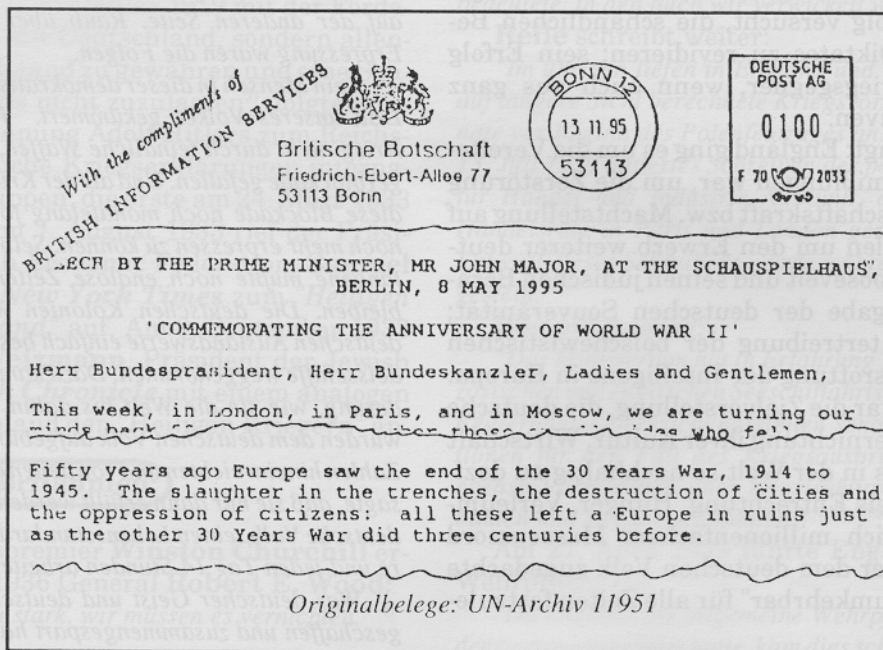 With the compliment, of
BRITISH INFORMATION SERVICES
Britische Botschaft
Friedrich-Ebert-Allee 77
53113 Bonn
BONN 12
13.11.95
53113
DEUTSCHE
POST AG
0100
F 70 2033
BY THE PRIME MINISTER, MR JOHN MAJOR, AT THE SCHAUSPIELHAUS,
BERLIN, 8 MAY 1995
'COMMEMORATING THE ANNIVERSARY OF WORLD WAR II'
Herr Bundesprasident, Herr Bundeskanzler, Ladies and Gentlemen,
This week, in London, in Paris, and in Moscow, we are turning our
minds back those who
Fifty years ago Europe saw the end of the 30 Years War, 1914 -
1945. The slaughter in the trenches, the destruction of cities and
the oppression of citizens: all left a Europe in ruins just
as the other 30 Years War did three centuries before.
Originalbelege: UN-Archiv 11951